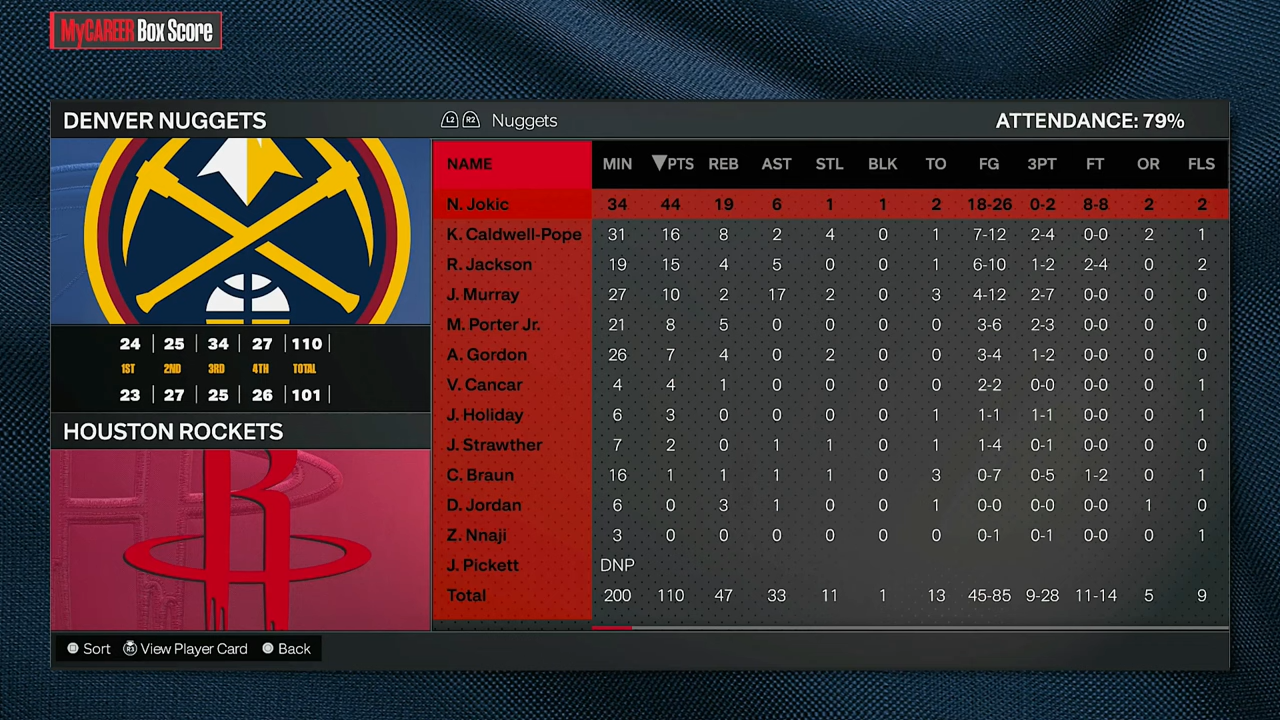 MyCAREER Box Score
DENVER NUGGETS
L2 R2 Nuggets
ATTENDANCE: 79%
NAME MIN PTS REB AST STL BLK TO FG 3PT FT OR FLS
N. Jokic 34 44 19 6 1 1 2 18-26 0-2 8-8 2 2
K. Caldwell-Pope 31 16 8 2 4 0 1 7-12 2-4 0-0 2 1
R. Jackson 19 15 4 5 0 0 1 6-10 1-2 2-4 0 2
J. Murray 27 10 2 17 2 0 3 4-12 2-7 0-0 0 0
M. Porter Jr. 21 8 5 0 0 0 0 3-6 2-3 0-0 0 0
A. Gordon 26 7 4 0 2 0 0 3-4 1-2 0-0 0 0
V. Cancar 4 4 1 0 0 0 0 2-2 0-0 0-0 0 1
J. Holiday 6 3 0 0 0 0 1 1-1 1-1 0-0 0 1
J. Strawther 7 2 0 1 1 0 1 1-4 0-1 0-0 0 0
C. Braun 16 1 1 1 1 0 3 0-7 0-5 1-2 0 1
D. Jordan 6 0 3 1 0 0 0 0-0 0-0 0-0 1 0
Z. Nnaji 3 0 0 0 0 0 0 0-1 0-1 0-0 0 1
J. Pickett DNP
Total 200 110 47 33 11 1 13 45-85 9-28 11-14 5 9
24 25 34 27 110
1ST 2ND 3RD 4TH TOTAL
23 27 25 26 101
HOUSTON ROCKETS
R
Sort R3 View Player Card Back